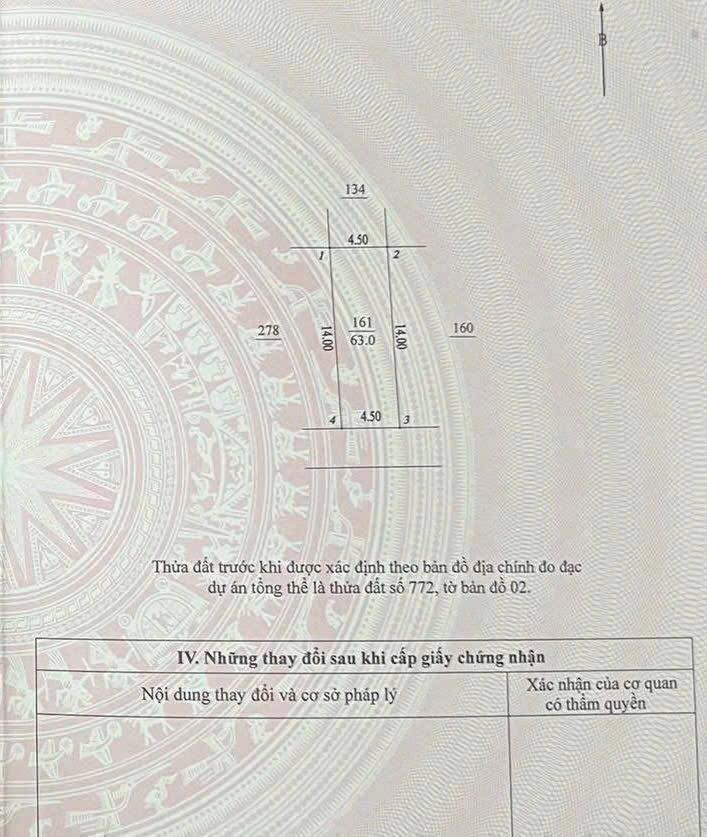 B
134
4.50
1 2
278 14.00 161 14.00 160
63.0
4 4.50 3
Thửa đất trước khi được xác định theo bản đồ địa chính đo đạc
dự án tổng thể là thửa đất số 772, tờ bản đồ 02.
IV. Những thay đổi sau khi cấp giấy chứng nhận
Nội dung thay đổi và cơ sở pháp lý
Xác nhận của cơ quan
có thẩm quyền